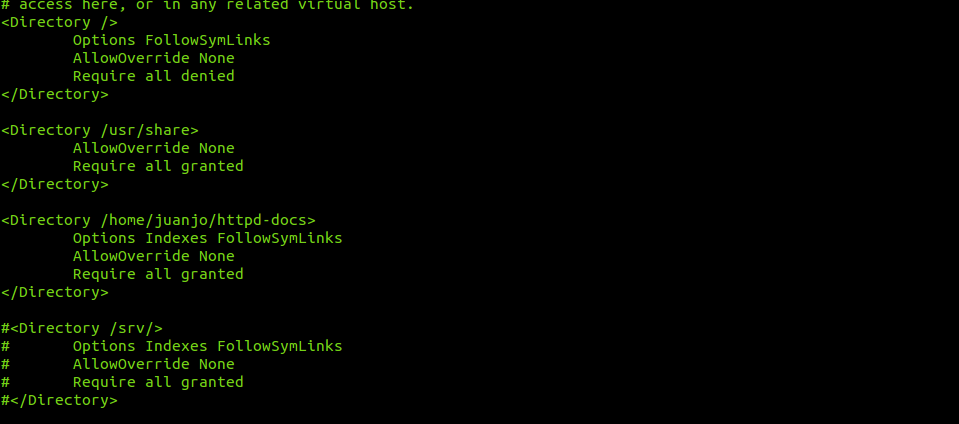 # access here, or in any related virtual host.
<Directory />
        Options FollowSymLinks
        AllowOverride None
        Require all denied
</Directory>

<Directory /usr/share>
        AllowOverride None
        Require all granted
</Directory>

<Directory /home/juanjo/httpd-docs>
        Options Indexes FollowSymLinks
        AllowOverride None
        Require all granted
</Directory>

#<Directory /srv/>
#       Options Indexes FollowSymLinks
#       AllowOverride None
#       Require all granted
#</Directory>